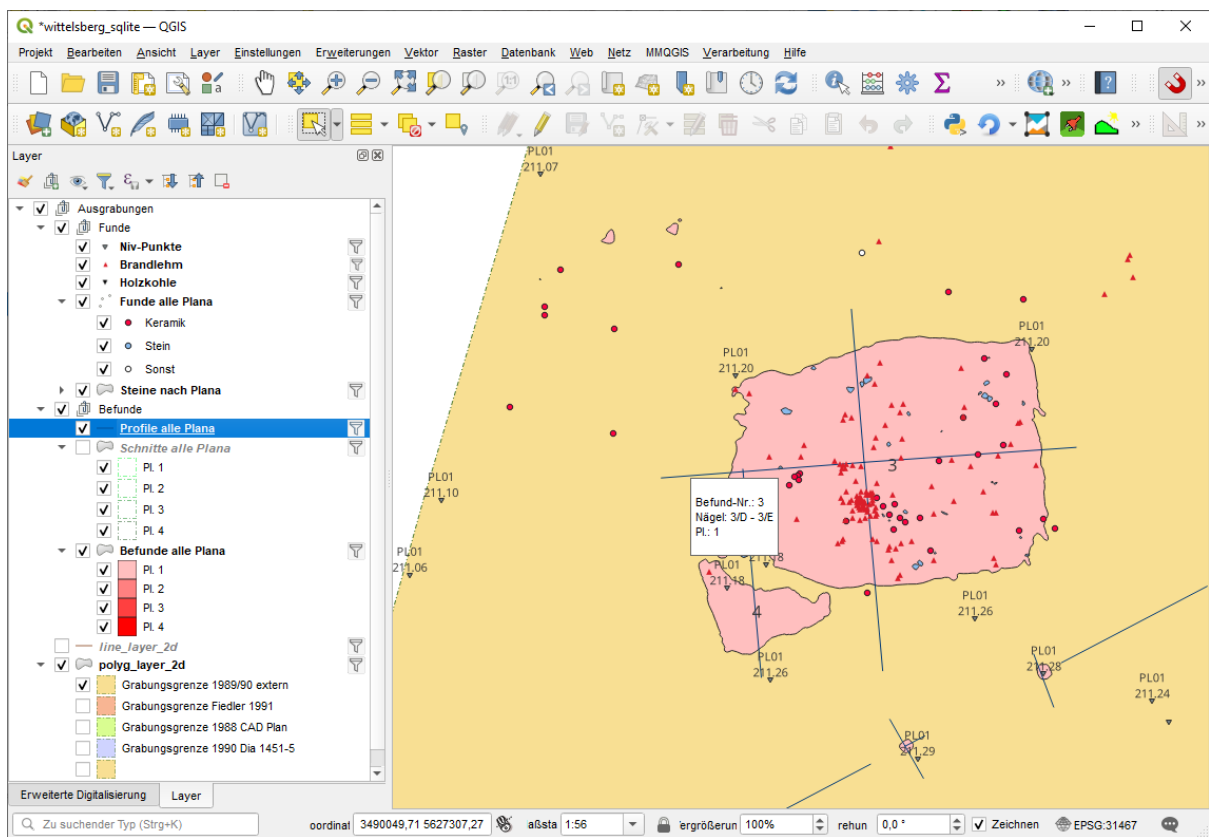 *wittelsberg_sqlite — QGIS
Projekt Bearbeiten Ansicht Layer Einstellungen Erweiterungen Vektor Raster Datenbank Web Netz MMQGIS Verarbeitung Hilfe
Layer
Ausgrabungen
Funde
Niv-Punkte
Brandlehm
Holzkohle
Funde alle Plana
Keramik
Stein
Sonst
Steine nach Plana
Befunde
Profile alle Plana
Schnitte alle Plana
Pl. 1
Pl. 2
Pl. 3
Pl. 4
Befunde alle Plana
Pl. 1
Pl. 2
Pl. 3
Pl. 4
line_layer_2d
polyg_layer_2d
Grabungsgrenze 1989/90 extern
Grabungsgrenze Fiedler 1991
Grabungsgrenze 1988 CAD Plan
Grabungsgrenze 1990 Dia 1451-5
Erweiterte Digitalisierung Layer
PL01
211.07
PL01
211.20
PL01
211.20
3
PL01
211.10
Befund-Nr.: 3
Nägel: 3/D - 3/E
Pl.: 1
PL01
211.06
PL01
211.18
4
PL01
211.26
PL01
211.26
PL01
211.28
PL01
211.24
PL01
211.29
Zu suchender Typ (Strg+K) oordinat 3490049,71 5627307,27 aßsta 1:56 'ergrößerun 100% rehun 0,0 ° Zeichnen EPSG:31467